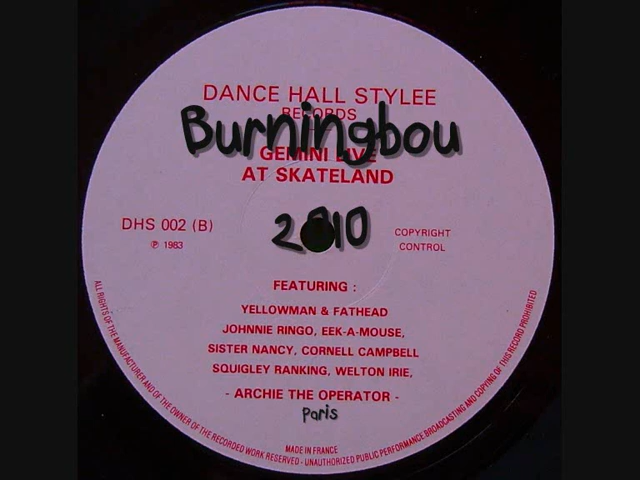 DANCE HALL STYLEE
RECORDS
Burningbou
GEMINI LIVE
AT SKATELAND
DHS 002 (B)
℗ 1983
2010
COPYRIGHT
CONTROL
FEATURING :
YELLOWMAN & FATHEAD
JOHNNIE RINGO, EEK-A-MOUSE,
SISTER NANCY, CORNELL CAMPBELL
SQUIGLEY RANKING, WELTON IRIE,
- ARCHIE THE OPERATOR -
Paris
MADE IN FRANCE
ALL RIGHTS OF THE MANUFACTURER AND OF THE OWNER OF THE RECORDED WORK RESERVED - UNAUTHORIZED PUBLIC PERFORMANCE BROADCASTING AND COPYING OF THIS RECORD PROHIBITED